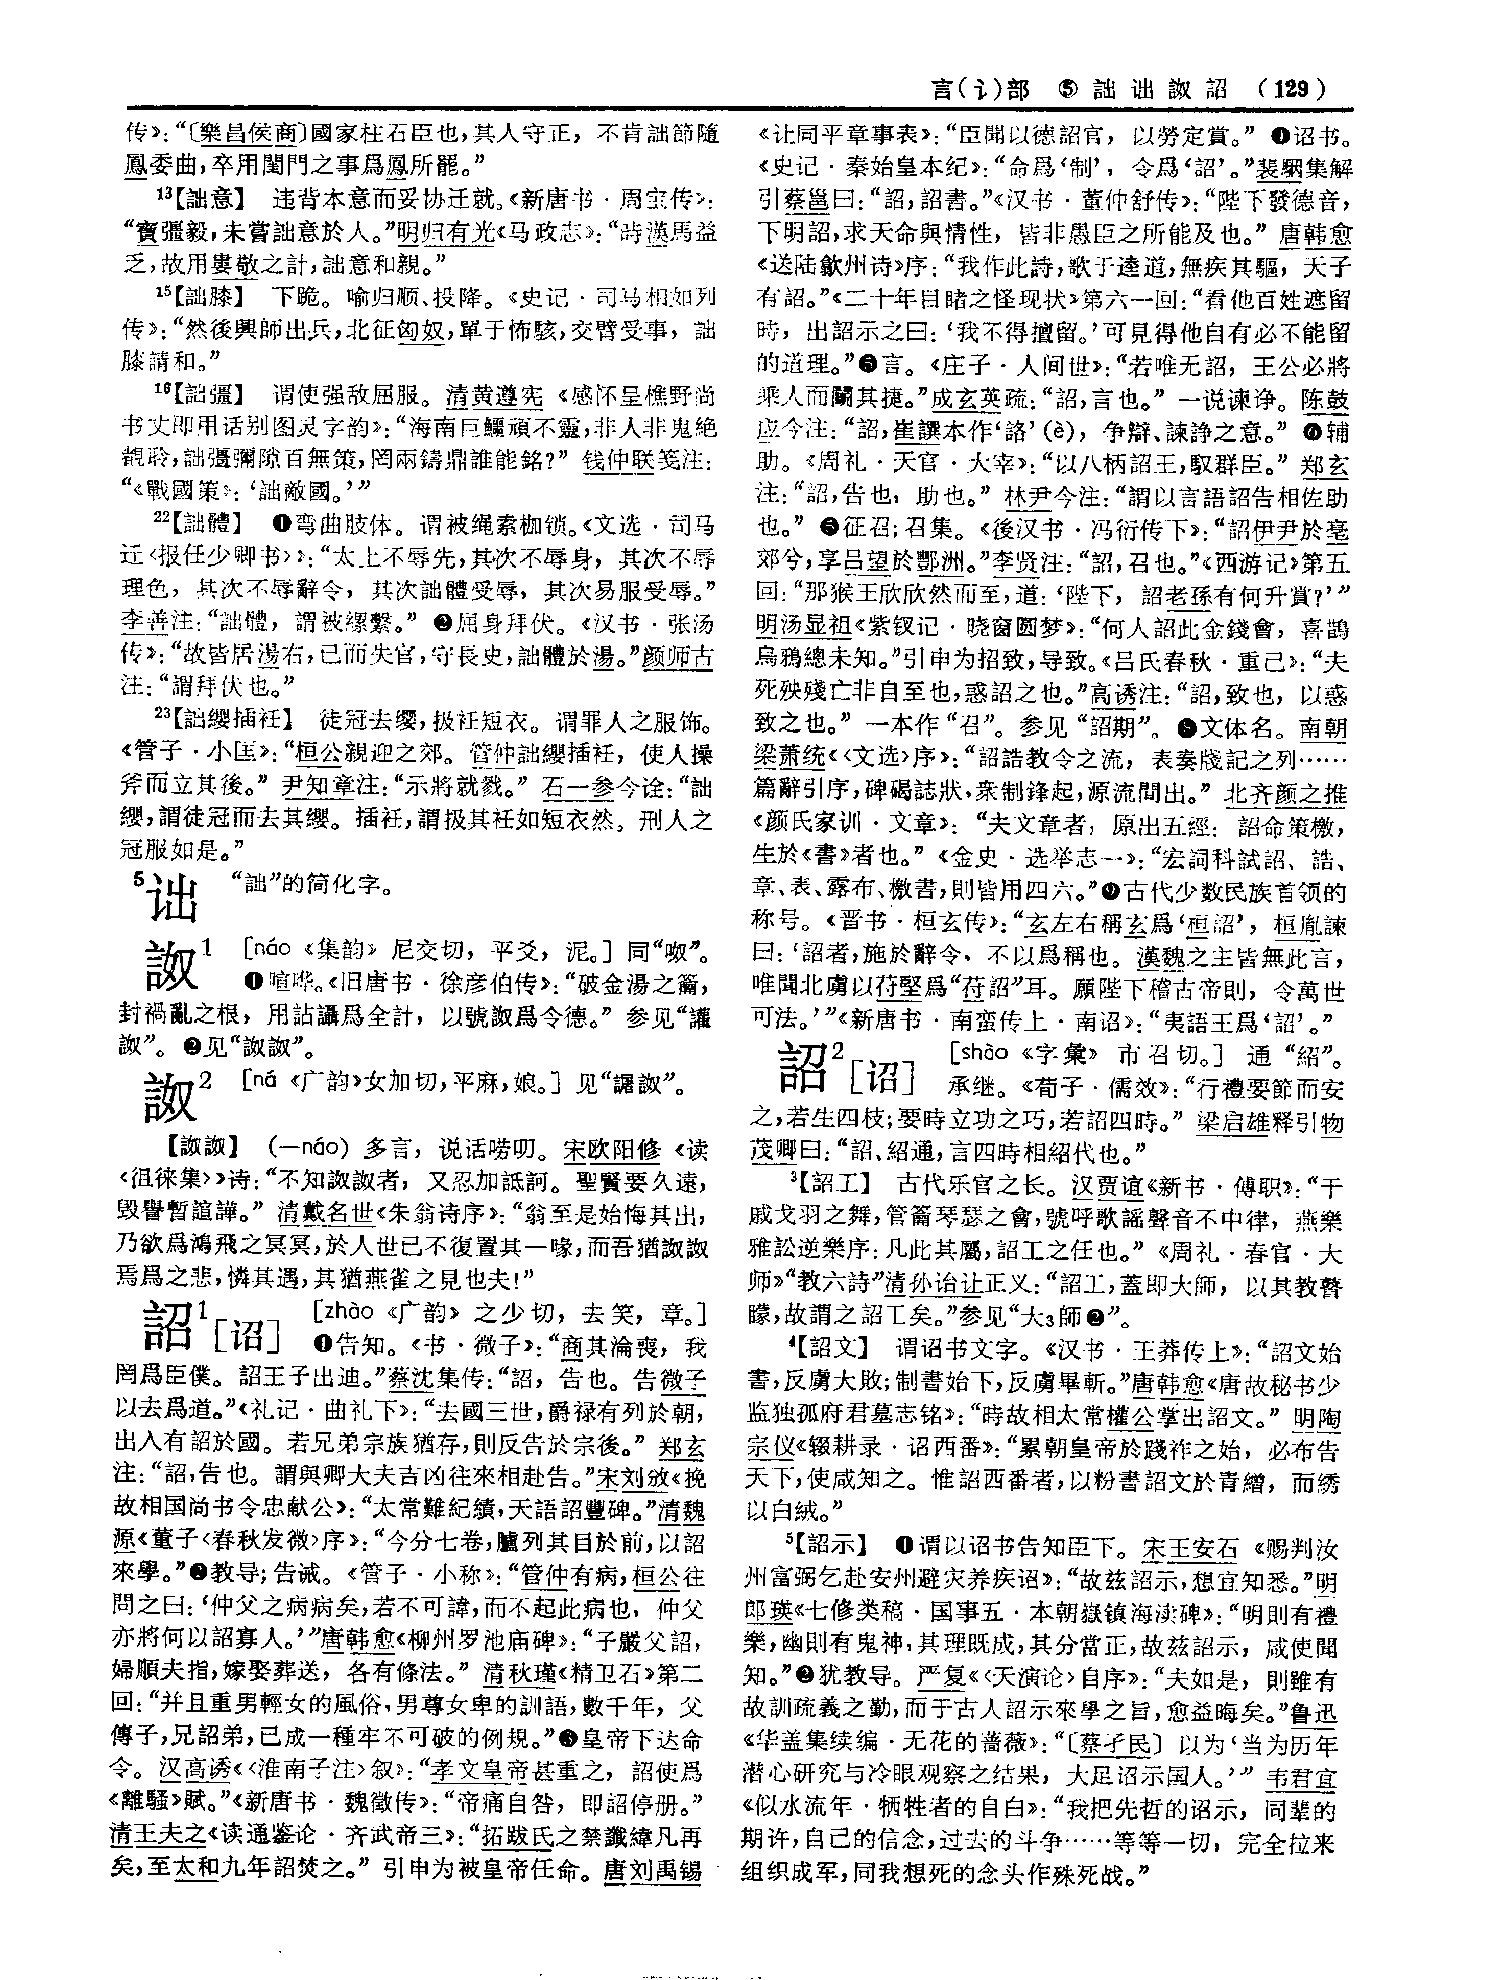 言(讠)部 ⑤ 詘 诎 詉 詔 (129)
传》：“〔樂昌侯商〕國家柱石臣也，其人守正，不肯詘節隨
鳳委曲，卒用閨門之事爲鳳所罷。”
13【詘意】 违背本意而妥协迁就。《新唐书·周宝传》：
“寶彊毅，未嘗詘意於人。”明归有光《马政志》：“時漢馬益
乏，故用婁敬之計，詘意和親。”
15【詘膝】 下跪。喻归顺、投降。《史记·司马相如列
传》：“然後興師出兵，北征匈奴，單于怖駭，交臂受事，詘
膝請和。”
16【詘彊】 谓使强敌屈服。清黄遵宪《感怀呈樵野尚
书丈即用话别图灵字韵》：“海南巨鱷頑不靈，非人非鬼絶
覩聆，詘彊彌隙百無策，罔兩鑄鼎誰能銘？”钱仲联笺注：
“《戰國策》：‘詘敵國。’”
22【詘體】 ❶弯曲肢体。谓被绳索枷锁。《文选·司马
迁〈报任少卿书〉》：“太上不辱先，其次不辱身，其次不辱
理色，其次不辱辭令，其次詘體受辱，其次易服受辱。”
李善注：“詘體，謂被縲繫。”❷屈身拜伏。《汉书·张汤
传》：“故皆居湯右，已而失官，守長史，詘體於湯。”颜师古
注：“謂拜伏也。”
23【詘纓插衽】 徒冠去缨，扱衽短衣。谓罪人之服饰。
《管子·小匡》：“桓公親迎之郊。管仲詘纓插衽，使人操
斧而立其後。”尹知章注：“示將就戮。”石一参今诠：“詘
纓，謂徒冠而去其纓。插衽，謂扱其衽如短衣然。刑人之
冠服如是。”
5诎 “詘”的简化字。
詉1 [náo《集韵》尼交切，平爻，泥。]同“呶”。
❶喧哗。《旧唐书·徐彦伯传》：“破金湯之籥，
封禍亂之根，用詀讘爲全計，以號詉爲令德。”参见“讙
詉”。❷见“詉詉”。
詉2 [ná《广韵》女加切，平麻，娘。]见“譇詉”。
【詉詉】 (—náo)多言，说话唠叨。宋欧阳修《读
〈徂徕集〉》诗：“不知詉詉者，又忍加詆訶。聖賢要久遠，
毀譽暫諠譁。”清戴名世《朱翁诗序》：“翁至是始悔其出，
乃欲爲鴻飛之冥冥，於人世已不復置其一喙，而吾猶詉詉
焉爲之悲，憐其遇，其猶燕雀之見也夫！”
詔1[诏] [zhào《广韵》之少切，去笑，章。]
❶告知。《书·微子》：“商其淪喪，我
罔爲臣僕。詔王子出迪。”蔡沈集传：“詔，告也。告微子
以去爲道。”《礼记·曲礼下》：“去國三世，爵禄有列於朝，
出入有詔於國。若兄弟宗族猶存，則反告於宗後。”郑玄
注：“詔，告也。謂與卿大夫吉凶往來相赴告。”宋刘攽《挽
故相国尚书令忠献公》：“太常難紀績，天語詔豐碑。”清魏
源《董子〈春秋发微〉序》：“今分七卷，臚列其目於前，以詔
來學。”❷教导；告诫。《管子·小称》：“管仲有病，桓公往
問之曰：‘仲父之病病矣，若不可諱，而不起此病也，仲父
亦將何以詔寡人。’”唐韩愈《柳州罗池庙碑》：“子嚴父詔，
婦順夫指，嫁娶葬送，各有條法。”清秋瑾《精卫石》第二
回：“并且重男輕女的風俗，男尊女卑的訓語，數千年，父
傳子，兄詔弟，已成一種牢不可破的例規。”❸皇帝下达命
令。汉高诱《〈淮南子注〉叙》：“孝文皇帝甚重之，詔使爲
《離騷》賦。”《新唐书·魏徵传》：“帝痛自咎，即詔停册。”
清王夫之《读通鉴论·齐武帝三》：“拓跋氏之禁讖緯凡再
矣，至太和九年詔焚之。”引申为被皇帝任命。唐刘禹锡
《让同平章事表》：“臣聞以德詔官，以勞定賞。”❹诏书。
《史记·秦始皇本纪》：“命爲‘制’，令爲‘詔’。”裴駰集解
引蔡邕曰：“詔，詔書。”《汉书·董仲舒传》：“陛下發德音，
下明詔，求天命與情性，皆非愚臣之所能及也。”唐韩愈
《送陆歙州诗》序：“我作此詩，歌于逵道，無疾其驅，天子
有詔。”《二十年目睹之怪现状》第六一回：“看他百姓遮留
時，出詔示之曰：‘我不得擅留。’可見得他自有必不能留
的道理。”❺言。《庄子·人间世》：“若唯无詔，王公必將
乘人而鬭其捷。”成玄英疏：“詔，言也。”一说谏诤。陈鼓
应今注：“詔，崔譔本作‘詻’(è)，争辯、諫諍之意。”❻辅
助。《周礼·天官·大宰》：“以八柄詔王，馭群臣。”郑玄
注：“詔，告也，助也。”林尹今注：“謂以言語詔告相佐助
也。”❼征召；召集。《後汉书·冯衍传下》：“詔伊尹於亳
郊兮，享吕望於酆洲。”李贤注：“詔，召也。”《西游记》第五
回：“那猴王欣欣然而至，道：‘陛下，詔老孫有何升賞？’”
明汤显祖《紫钗记·晓窗圆梦》：“何人詔此金錢會，喜鵲
烏鴉總未知。”引申为招致，导致。《吕氏春秋·重己》：“夫
死殃殘亡非自至也，惑詔之也。”高诱注：“詔，致也，以惑
致之也。”一本作“召”。参见“詔期”。❽文体名。南朝
梁萧统《〈文选〉序》：“詔誥教令之流，表奏牋記之列……
篇辭引序，碑碣誌狀，衆制鋒起，源流間出。”北齐颜之推
《颜氏家训·文章》：“夫文章者，原出五經：詔命策檄，
生於《書》者也。”《金史·选举志一》：“宏詞科試詔、誥、
章、表、露布、檄書，則皆用四六。”❾古代少数民族首领的
称号。《晋书·桓玄传》：“玄左右稱玄爲‘桓詔’，桓胤諫
曰：‘詔者，施於辭令，不以爲稱也。漢魏之主皆無此言，
唯聞北虜以苻堅爲“苻詔”耳。願陛下稽古帝則，令萬世
可法。’”《新唐书·南蛮传上·南诏》：“夷語王爲‘詔’。”
詔2[诏] [shào《字彙》市召切。] 通“紹”。
承继。《荀子·儒效》：“行禮要節而安
之，若生四枝；要時立功之巧，若詔四時。”梁启雄释引物
茂卿曰：“詔、紹通，言四時相紹代也。”
3【詔工】 古代乐官之长。汉贾谊《新书·傅职》：“干
戚戈羽之舞，管籥琴瑟之會，號呼歌謡聲音不中律，燕樂
雅訟逆樂序：凡此其屬，詔工之任也。”《周礼·春官·大
师》“教六詩”清孙诒让正义：“詔工，蓋即大師，以其教瞽
矇，故謂之詔工矣。”参见“大3師❷”。
4【詔文】 谓诏书文字。《汉书·王莽传上》：“詔文始
書，反虜大敗；制書始下，反虜畢斬。”唐韩愈《唐故秘书少
监独孤府君墓志铭》：“時故相太常權公掌出詔文。”明陶
宗仪《辍耕录·诏西番》：“累朝皇帝於踐祚之始，必布告
天下，使咸知之。惟詔西番者，以粉書詔文於青繒，而绣
以白絨。”
5【詔示】 ❶谓以诏书告知臣下。宋王安石《赐判汝
州富弼乞赴安州避灾养疾诏》：“故兹詔示，想宜知悉。”明
郎瑛《七修类稿·国事五·本朝嶽镇海渎碑》：“明則有禮
樂，幽則有鬼神，其理既成，其分當正，故兹詔示，咸使聞
知。”❷犹教导。严复《〈天演论〉自序》：“夫如是，則雖有
故訓疏義之勤，而于古人詔示來學之旨，愈益晦矣。”鲁迅
《华盖集续编·无花的蔷薇》：“〔蔡孑民〕以为‘当为历年
潜心研究与冷眼观察之结果，大足诏示国人。’”韦君宜
《似水流年·牺牲者的自白》：“我把先哲的诏示，同辈的
期许，自己的信念，过去的斗争……等等一切，完全拉来
组织成军，同我想死的念头作殊死战。”